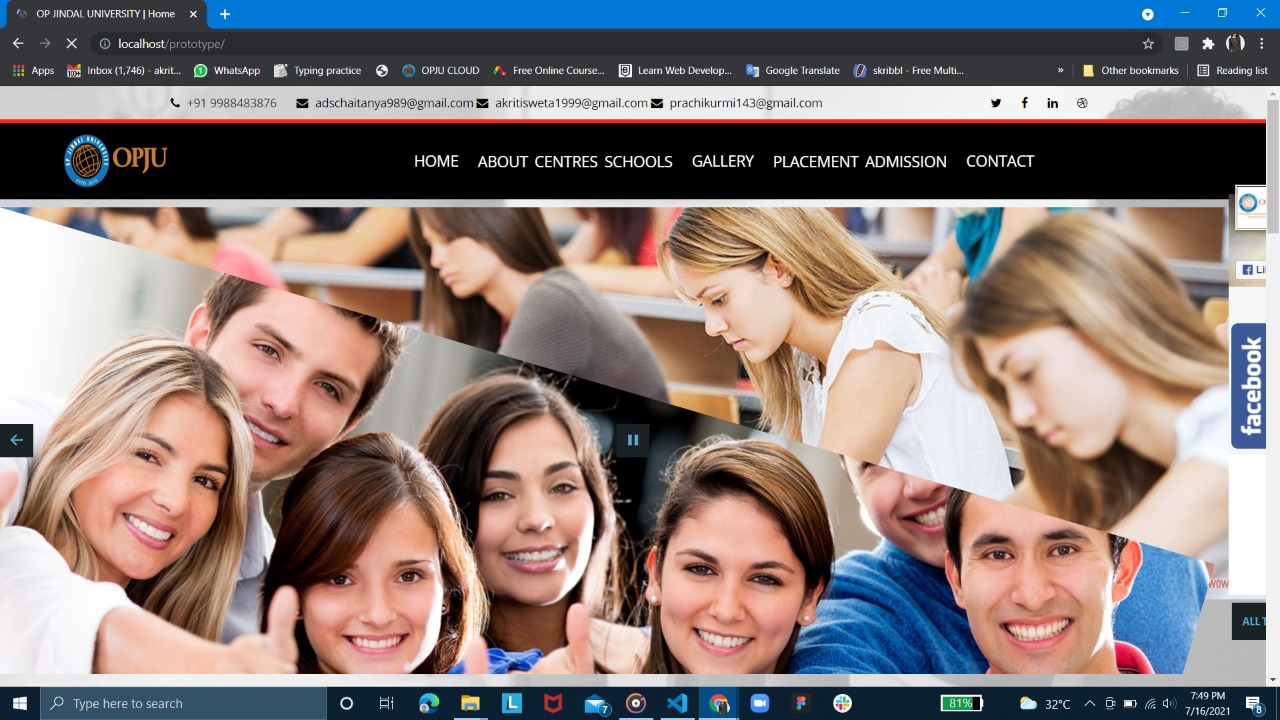 OP JINDAL UNIVERSITY | Home
localhost/prototype/
Apps
Inbox (1,746) - akrit...
WhatsApp
Typing practice
OPJU CLOUD
Free Online Course...
Learn Web Develop...
Google Translate
skribbl - Free Multi...
»
Other bookmarks
Reading list
+91 9988483876 adschaitanya989@gmail.com akritisweta1999@gmail.com prachikurmi143@gmail.com
OP JINDAL UNIVERSITY
OPJU
HOME ABOUT CENTRES SCHOOLS GALLERY PLACEMENT ADMISSION CONTACT
facebook
WOW
ALL T
Type here to search
7
81%
32°C
7:49 PM
7/16/2021
8